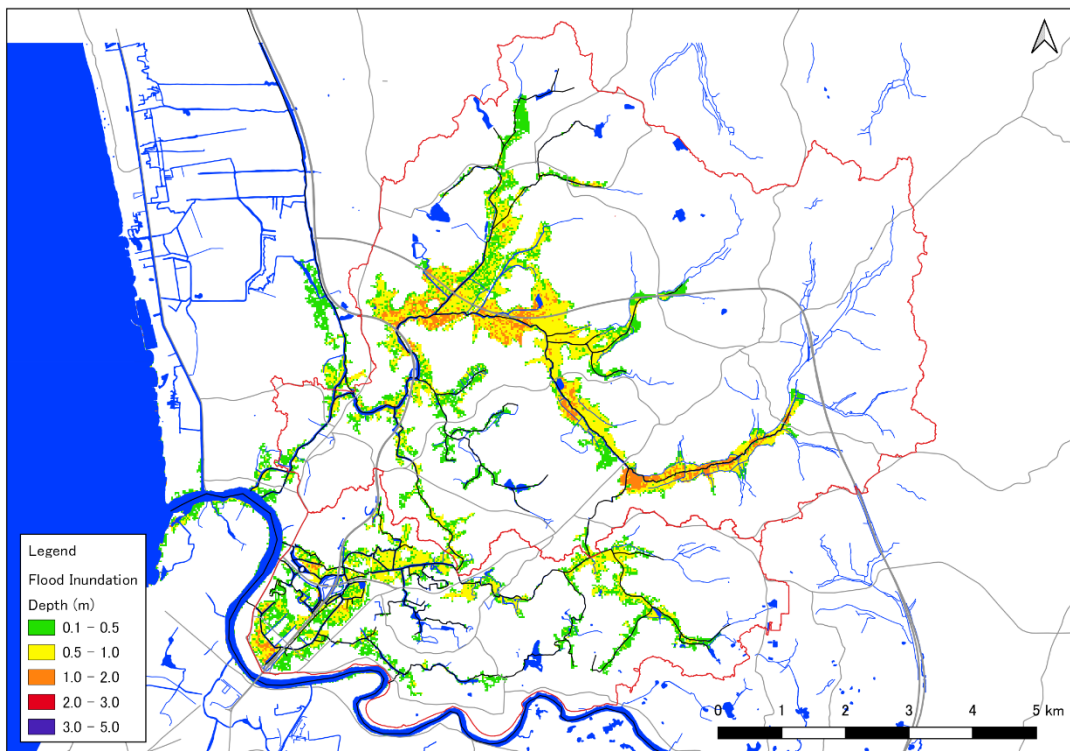 Legend
Flood Inundation
Depth (m)
0.1 - 0.5
0.5 - 1.0
1.0 - 2.0
2.0 - 3.0
3.0 - 5.0
0 1 2 3 4 5 km